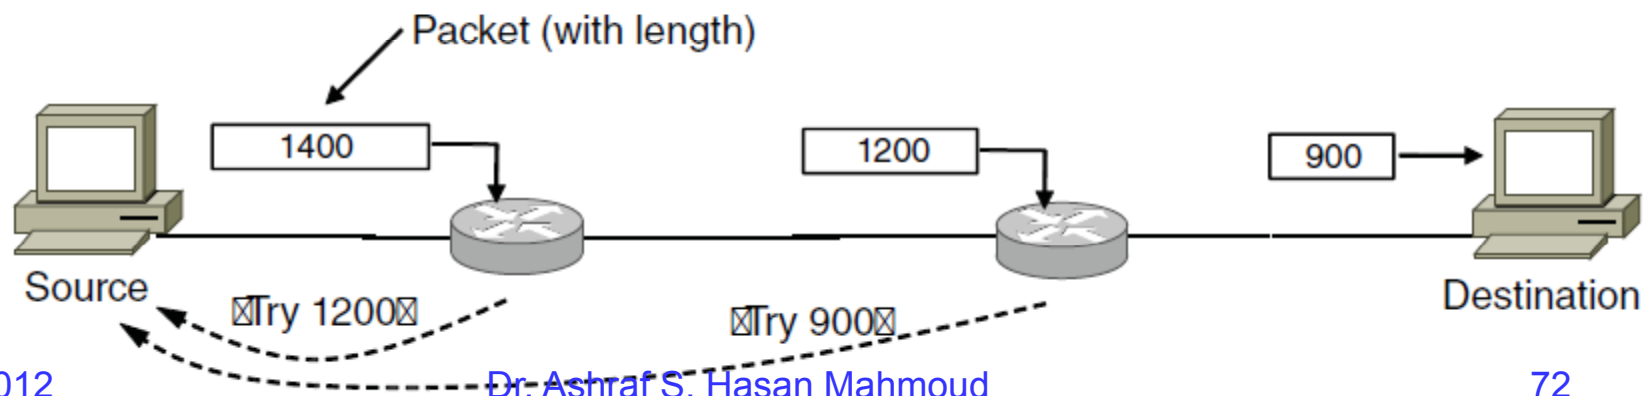 Packet (with length)
1400
1200
900
Source
Try 1200
Try 900
Destination
012
Dr. Ashraf S. Hasan Mahmoud
72